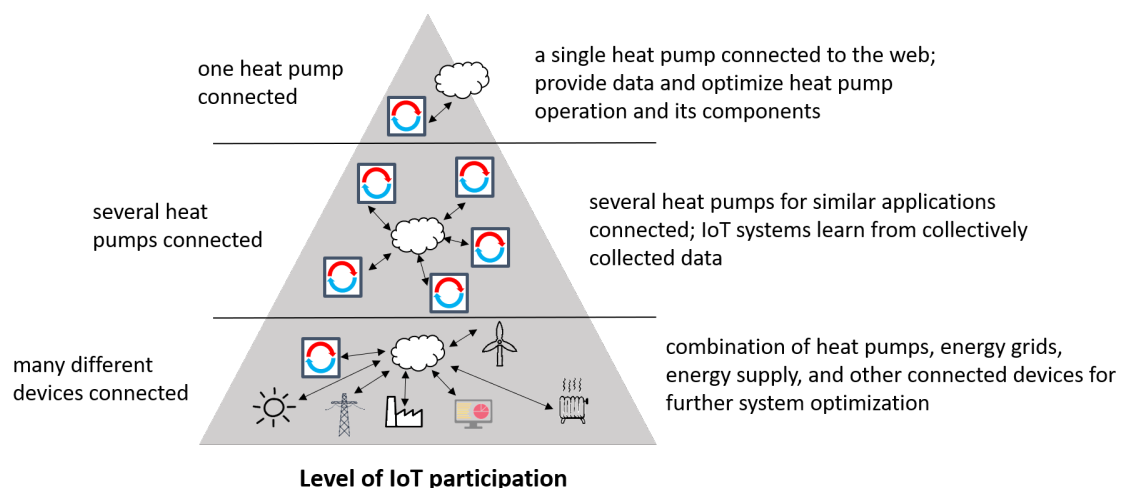 one heat pump
connected
a single heat pump connected to the web;
provide data and optimize heat pump
operation and its components
several heat
pumps connected
several heat pumps for similar applications
connected; IoT systems learn from collectively
collected data
many different
devices connected
combination of heat pumps, energy grids,
energy supply, and other connected devices for
further system optimization
Level of IoT participation